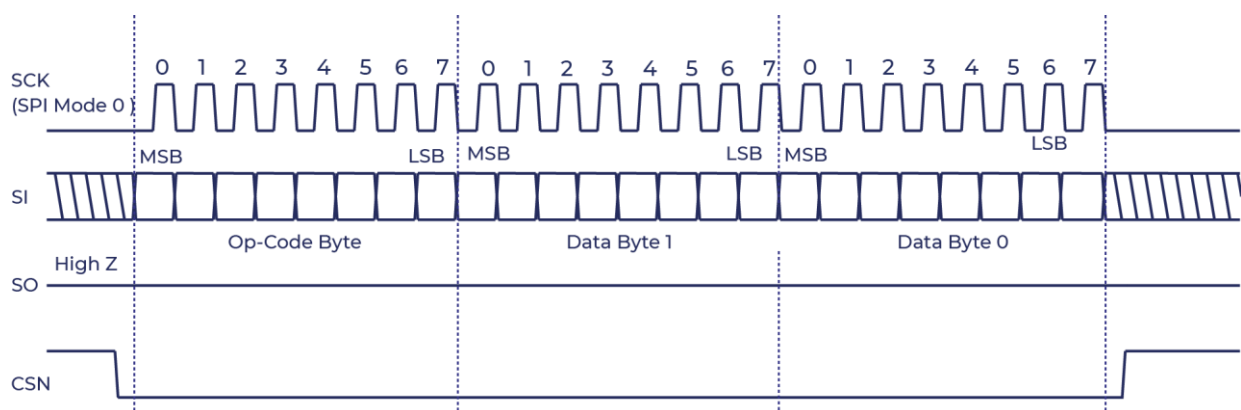 0 1 2 3 4 5 6 7 0 1 2 3 4 5 6 7 0 1 2 3 4 5 6 7
SCK
(SPI Mode 0 )
MSB LSB MSB LSB MSB LSB
SI
Op-Code Byte Data Byte 1 Data Byte 0
High Z
SO
CSN